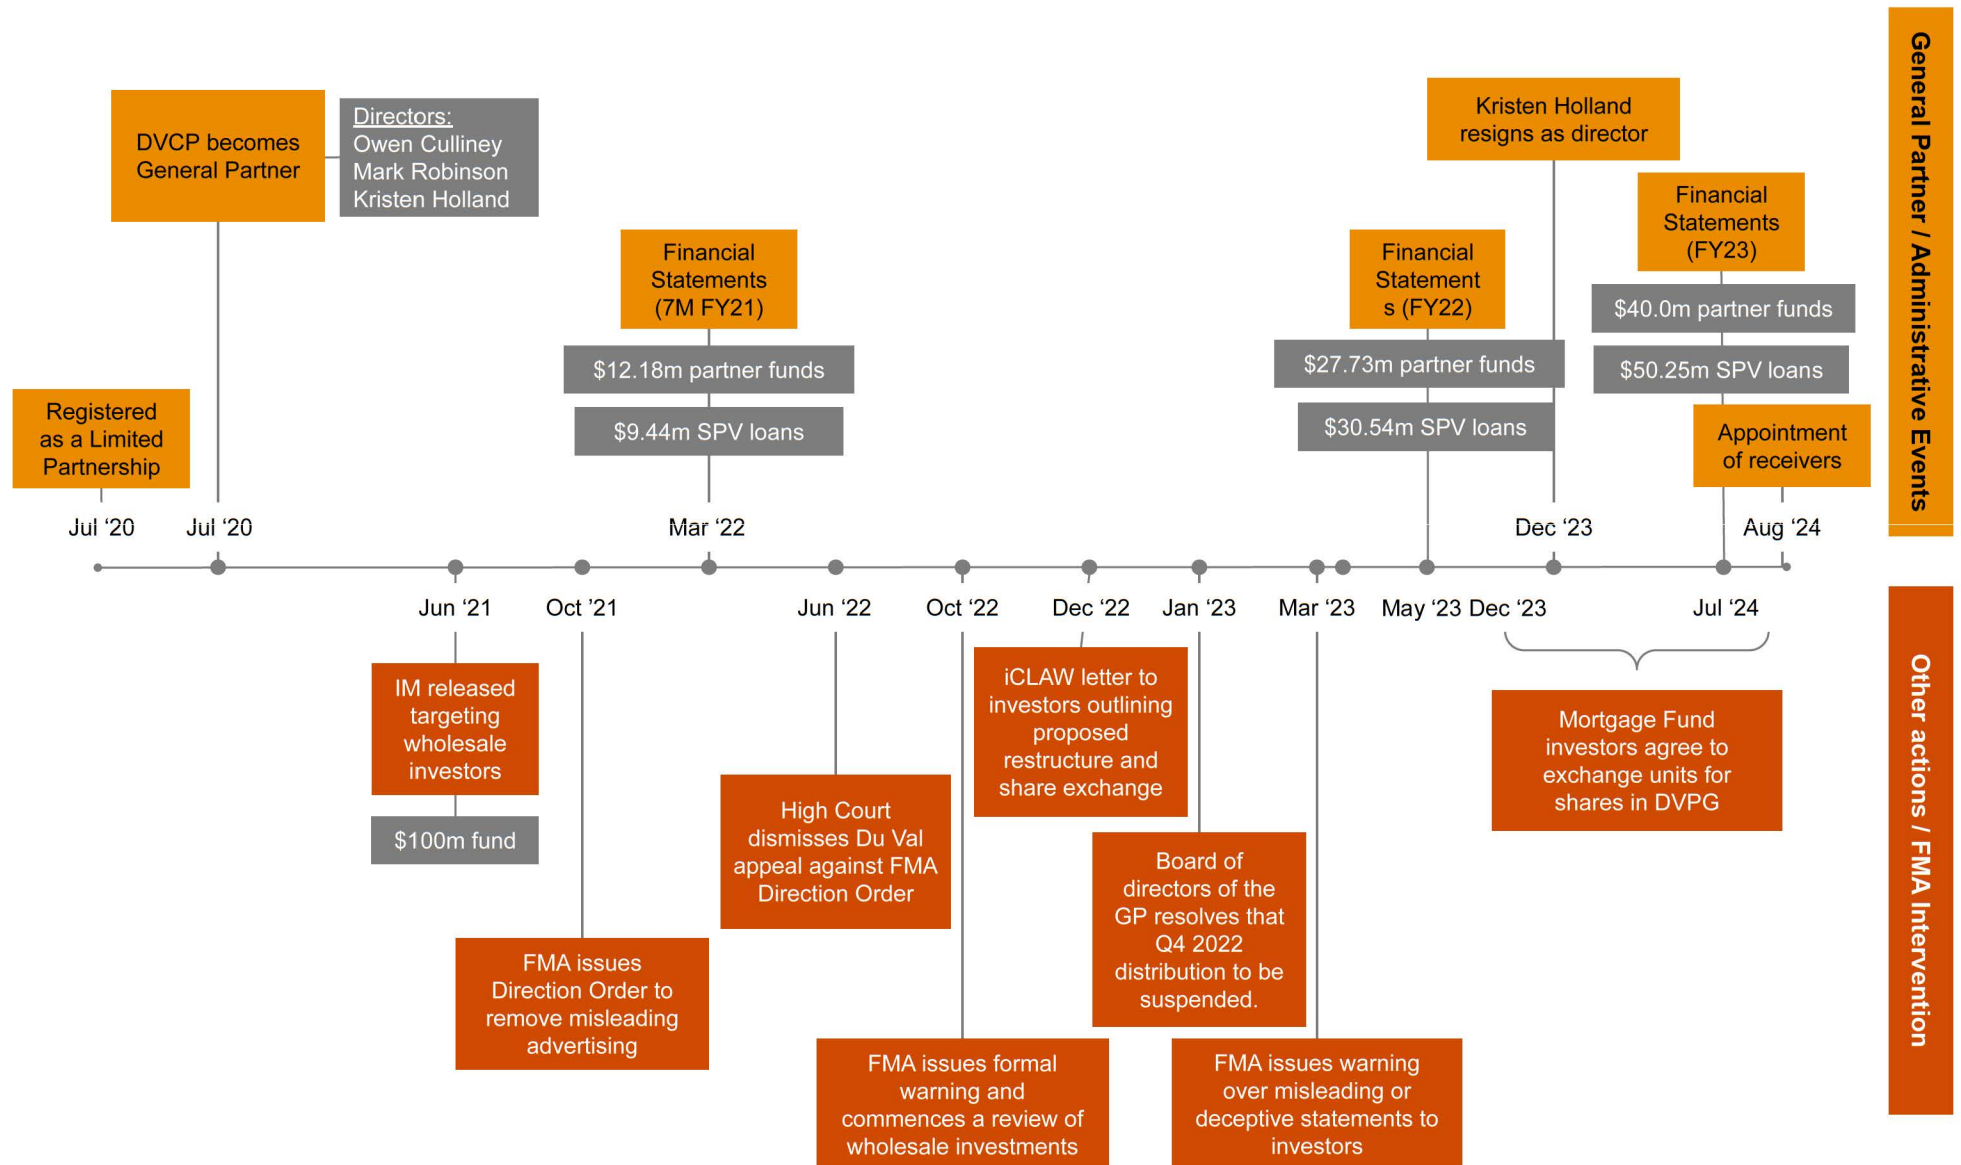 DVCP becomes
General Partner
Directors:
Owen Culliney
Mark Robinson
Kristen Holland
Kristen Holland
resigns as director
Financial
Statements
(FY23)
$40.0m partner funds
$50.25m SPV loans
Financial
Statements
(7M FY21)
$12.18m partner funds
$9.44m SPV loans
Financial
Statement
s (FY22)
$27.73m partner funds
$30.54m SPV loans
Registered
as a Limited
Partnership
Appointment
of receivers
General Partner / Administrative Events
Jul ‘20
Jul ‘20
Mar ‘22
Dec ‘23
Aug ‘24
Jun ‘21
Oct ‘21
Jun ‘22
Oct ‘22
Dec ‘22
Jan ‘23
Mar ‘23
May ‘23
Dec ‘23
Jul ‘24
IM released
targeting
wholesale
investors
$100m fund
FMA issues
Direction Order to
remove misleading
advertising
High Court
dismisses Du Val
appeal against FMA
Direction Order
FMA issues formal
warning and
commences a review of
wholesale investments
iCLAW letter to
investors outlining
proposed
restructure and
share exchange
Board of
directors of the
GP resolves that
Q4 2022
distribution to be
suspended.
FMA issues warning
over misleading or
deceptive statements to
investors
Mortgage Fund
investors agree to
exchange units for
shares in DVPG
Other actions / FMA Intervention